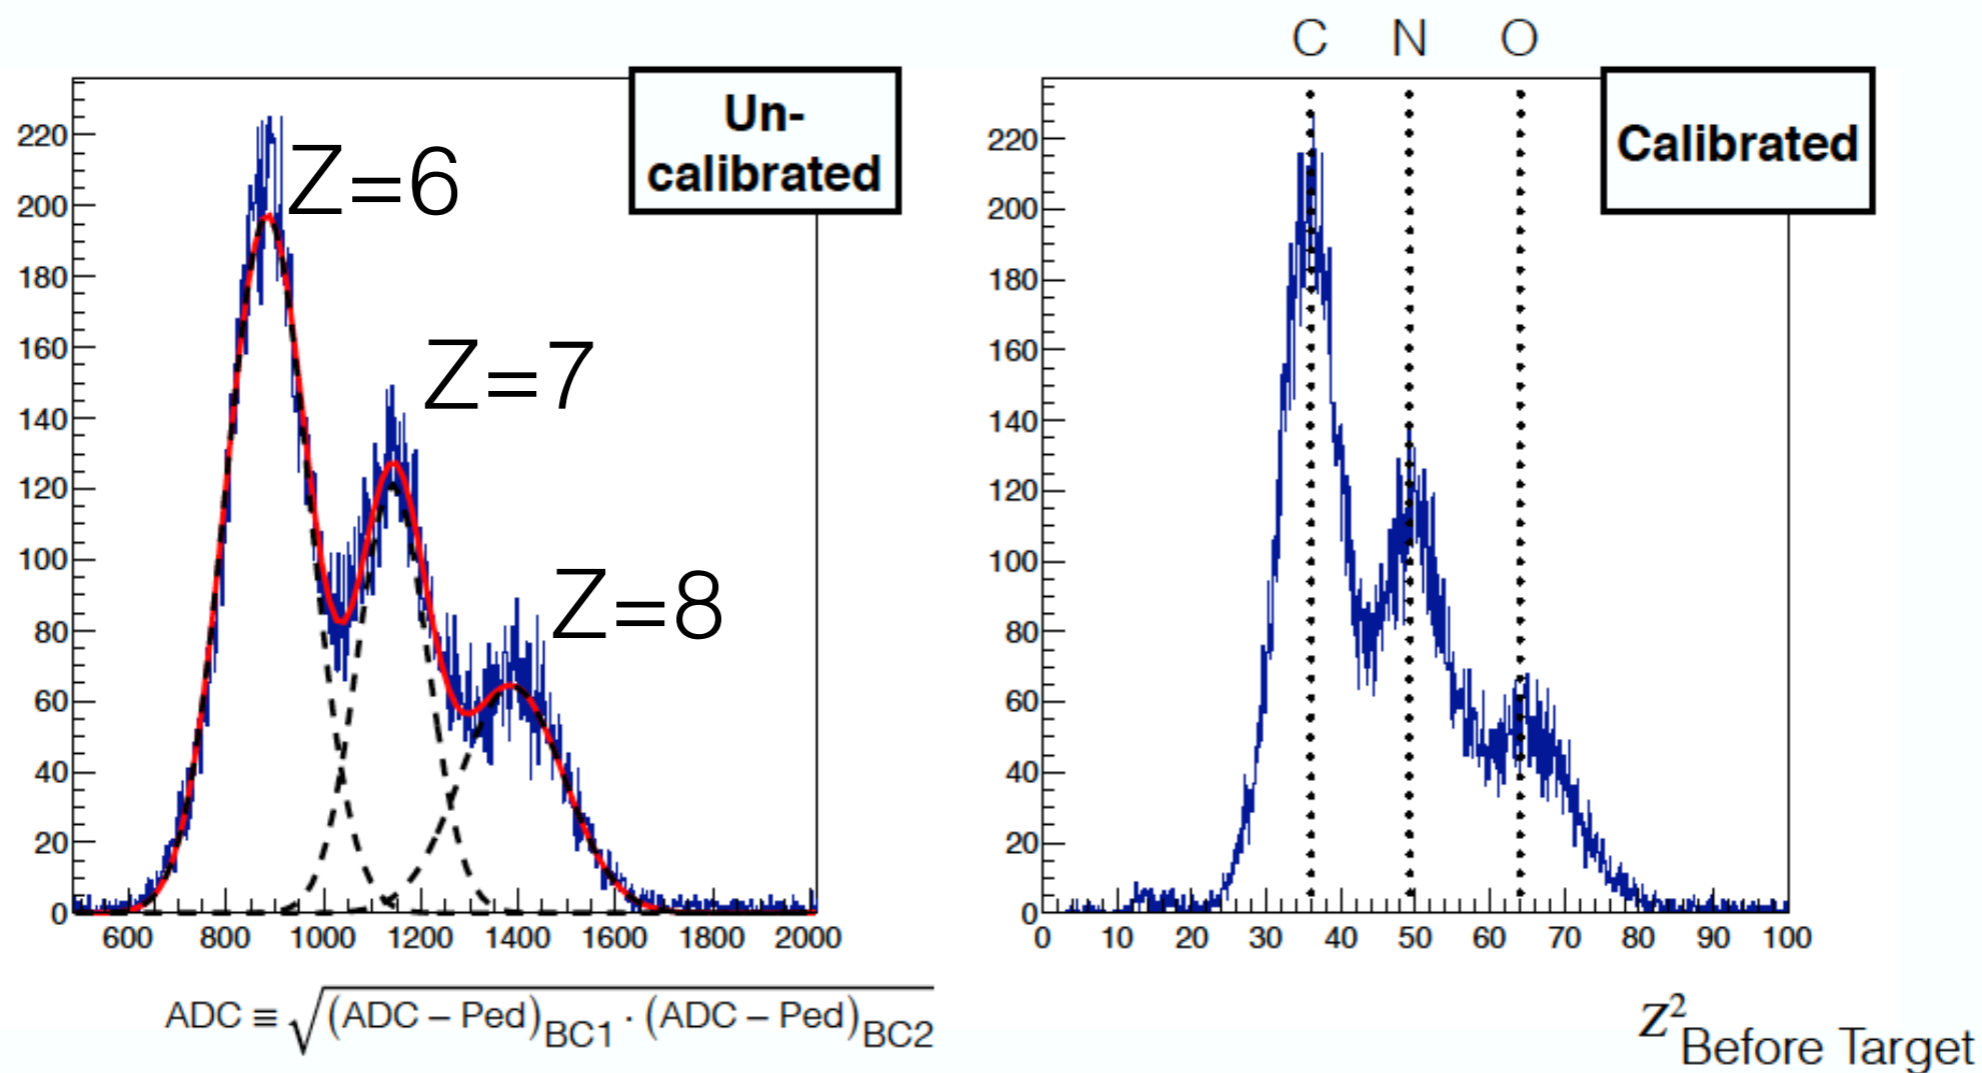 C N O
Un-
calibrated
Calibrated
Z=6
Z=7
Z=8
220
200
180
160
140
120
100
80
60
40
20
0
600 800 1000 1200 1400 1600 1800 2000
ADC ≡ √(ADC – Ped)BC1 · (ADC – Ped)BC2
220
200
180
160
140
120
100
80
60
40
20
0
0 10 20 30 40 50 60 70 80 90 100
Z² Before Target